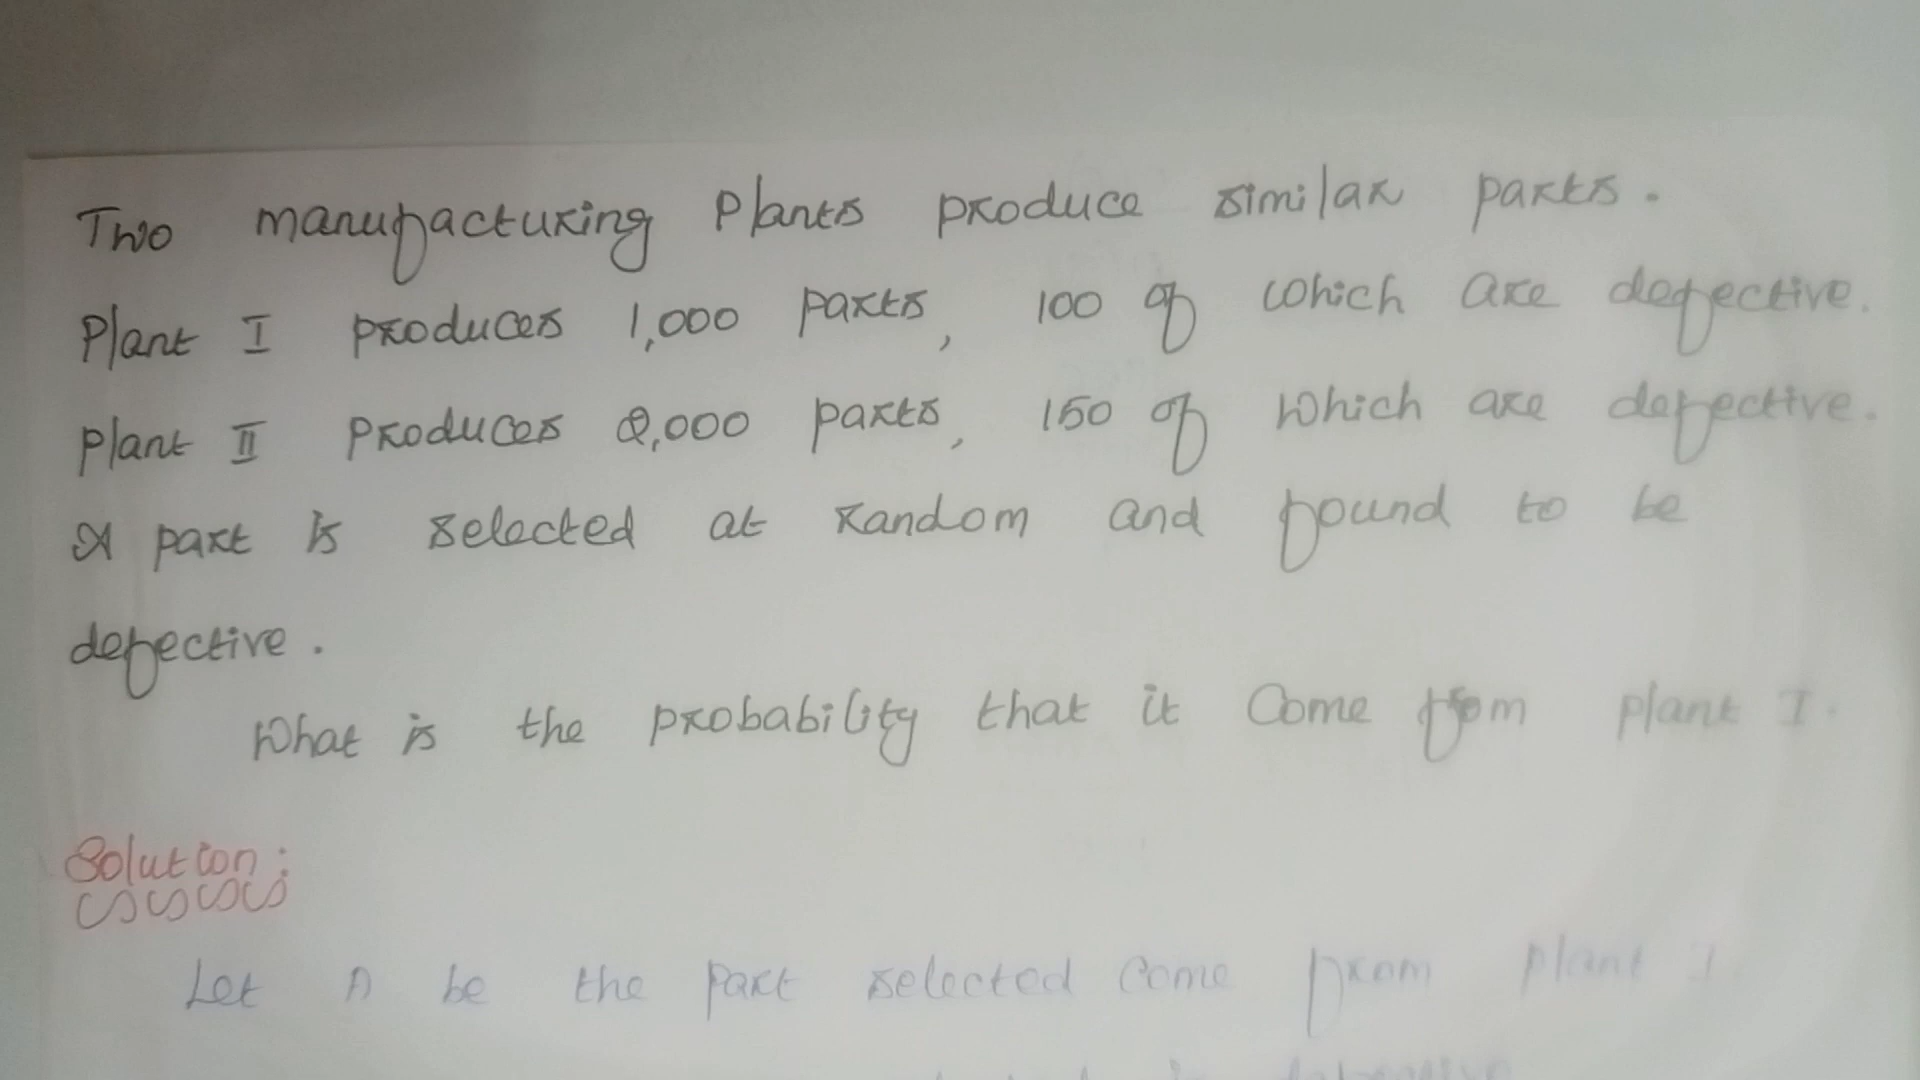 Two manufacturing Plants produce similar parts.
Plant I produces 1,000 parts, 100 of which are defective.
Plant II produces 2,000 parts, 150 of which are defective.
A part is selected at random and found to be
defective.
What is the probability that it Come from plant I.
Solution:
Let A be the part selected come from plant I
is defective